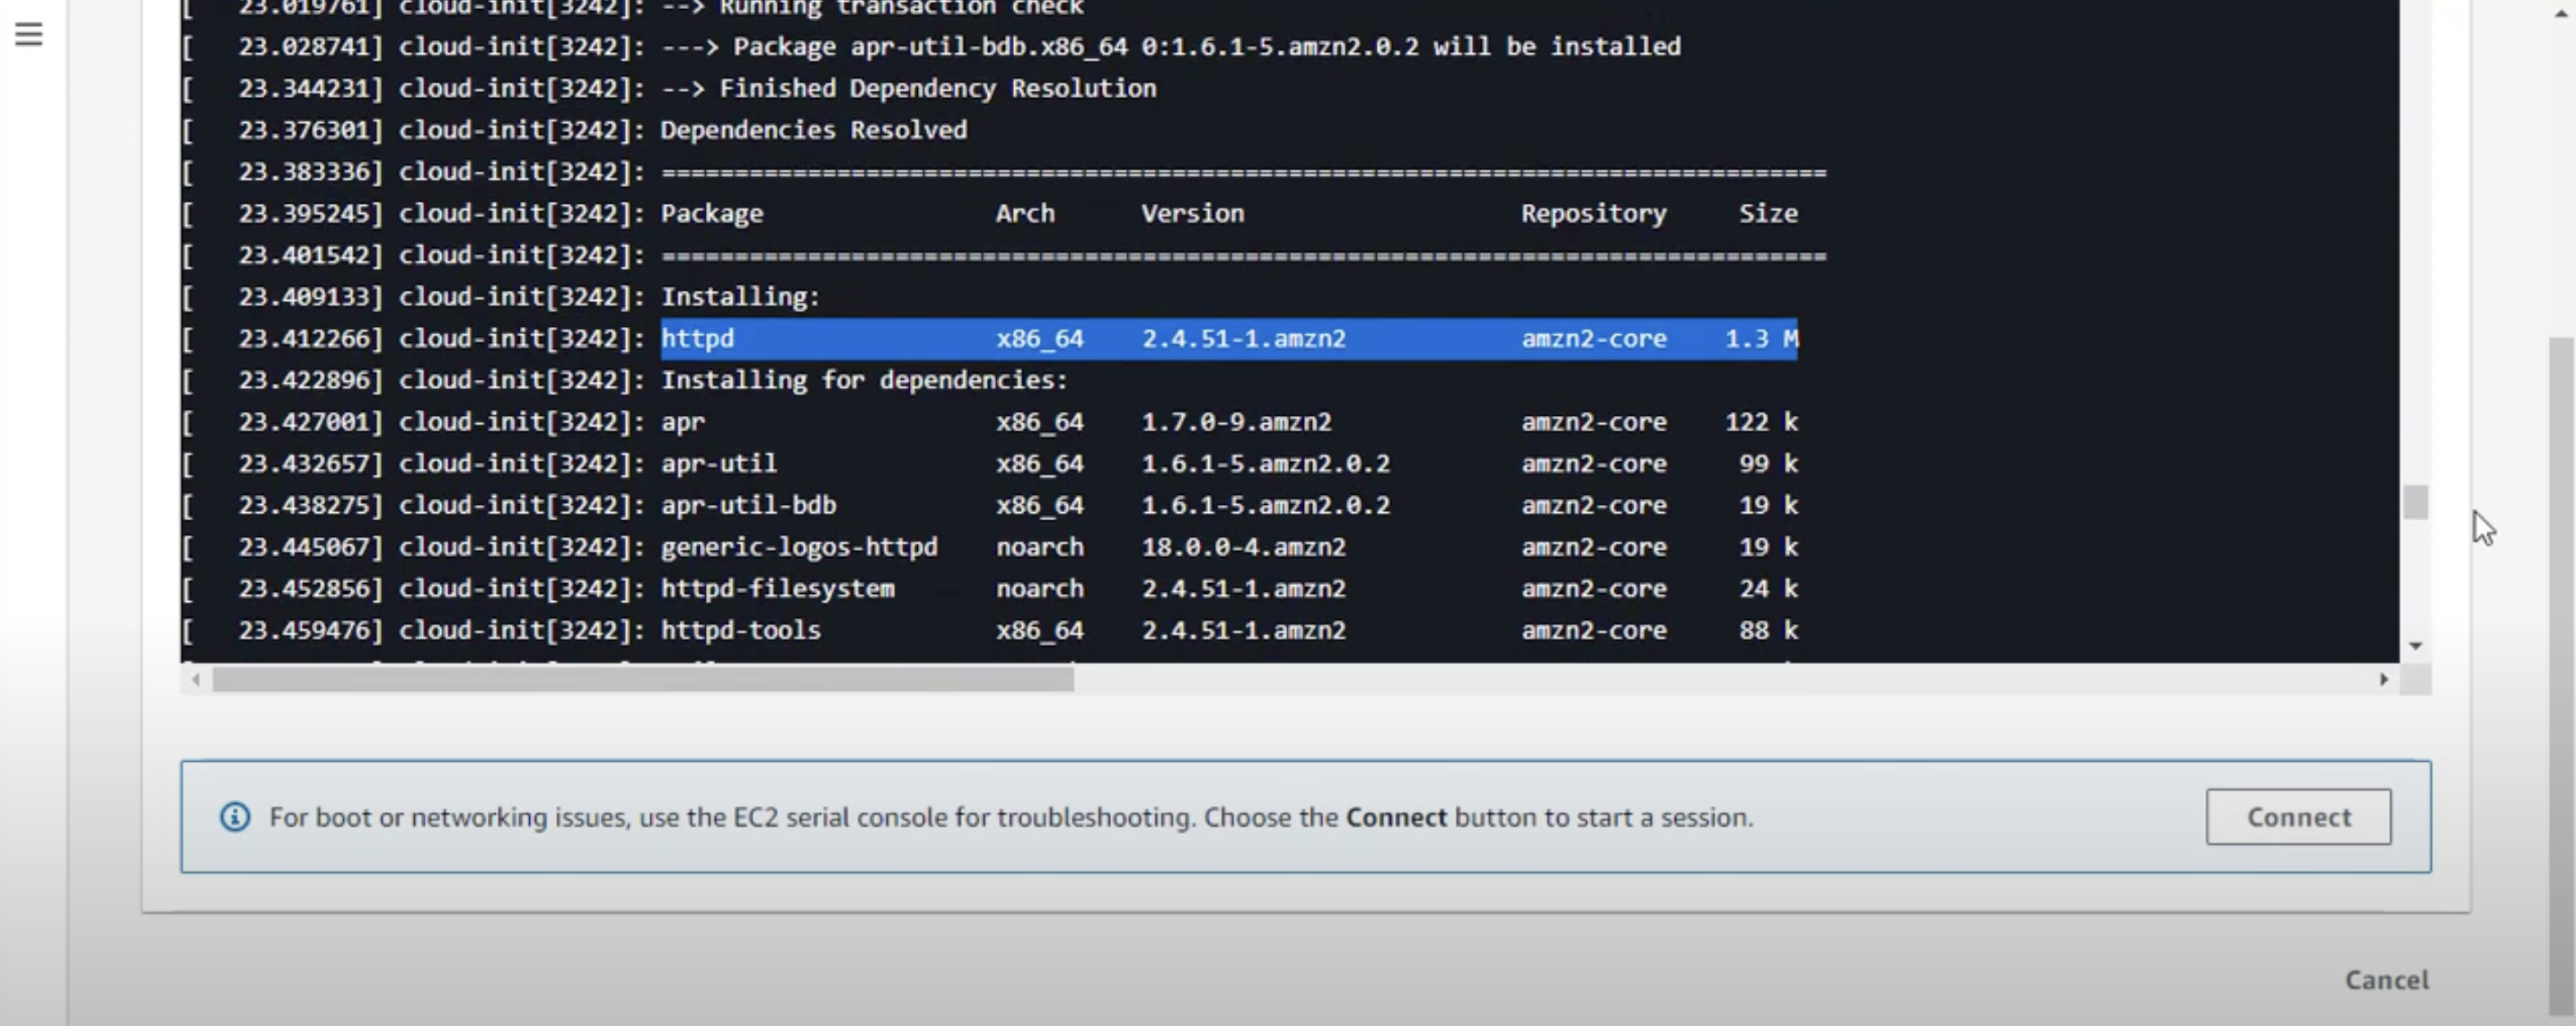 [ 23.019761] cloud-init[3242]: --> Running transaction check
[ 23.028741] cloud-init[3242]: ---> Package apr-util-bdb.x86_64 0:1.6.1-5.amzn2.0.2 will be installed
[ 23.344231] cloud-init[3242]: --> Finished Dependency Resolution
[ 23.376301] cloud-init[3242]: Dependencies Resolved
[ 23.383336] cloud-init[3242]: ================================================================================
[ 23.395245] cloud-init[3242]: Package Arch Version Repository Size
[ 23.401542] cloud-init[3242]: ================================================================================
[ 23.409133] cloud-init[3242]: Installing:
[ 23.412266] cloud-init[3242]: httpd x86_64 2.4.51-1.amzn2 amzn2-core 1.3 M
[ 23.422896] cloud-init[3242]: Installing for dependencies:
[ 23.427001] cloud-init[3242]: apr x86_64 1.7.0-9.amzn2 amzn2-core 122 k
[ 23.432657] cloud-init[3242]: apr-util x86_64 1.6.1-5.amzn2.0.2 amzn2-core 99 k
[ 23.438275] cloud-init[3242]: apr-util-bdb x86_64 1.6.1-5.amzn2.0.2 amzn2-core 19 k
[ 23.445067] cloud-init[3242]: generic-logos-httpd noarch 18.0.0-4.amzn2 amzn2-core 19 k
[ 23.452856] cloud-init[3242]: httpd-filesystem noarch 2.4.51-1.amzn2 amzn2-core 24 k
[ 23.459476] cloud-init[3242]: httpd-tools x86_64 2.4.51-1.amzn2 amzn2-core 88 k
For boot or networking issues, use the EC2 serial console for troubleshooting. Choose the Connect button to start a session.
Connect
Cancel